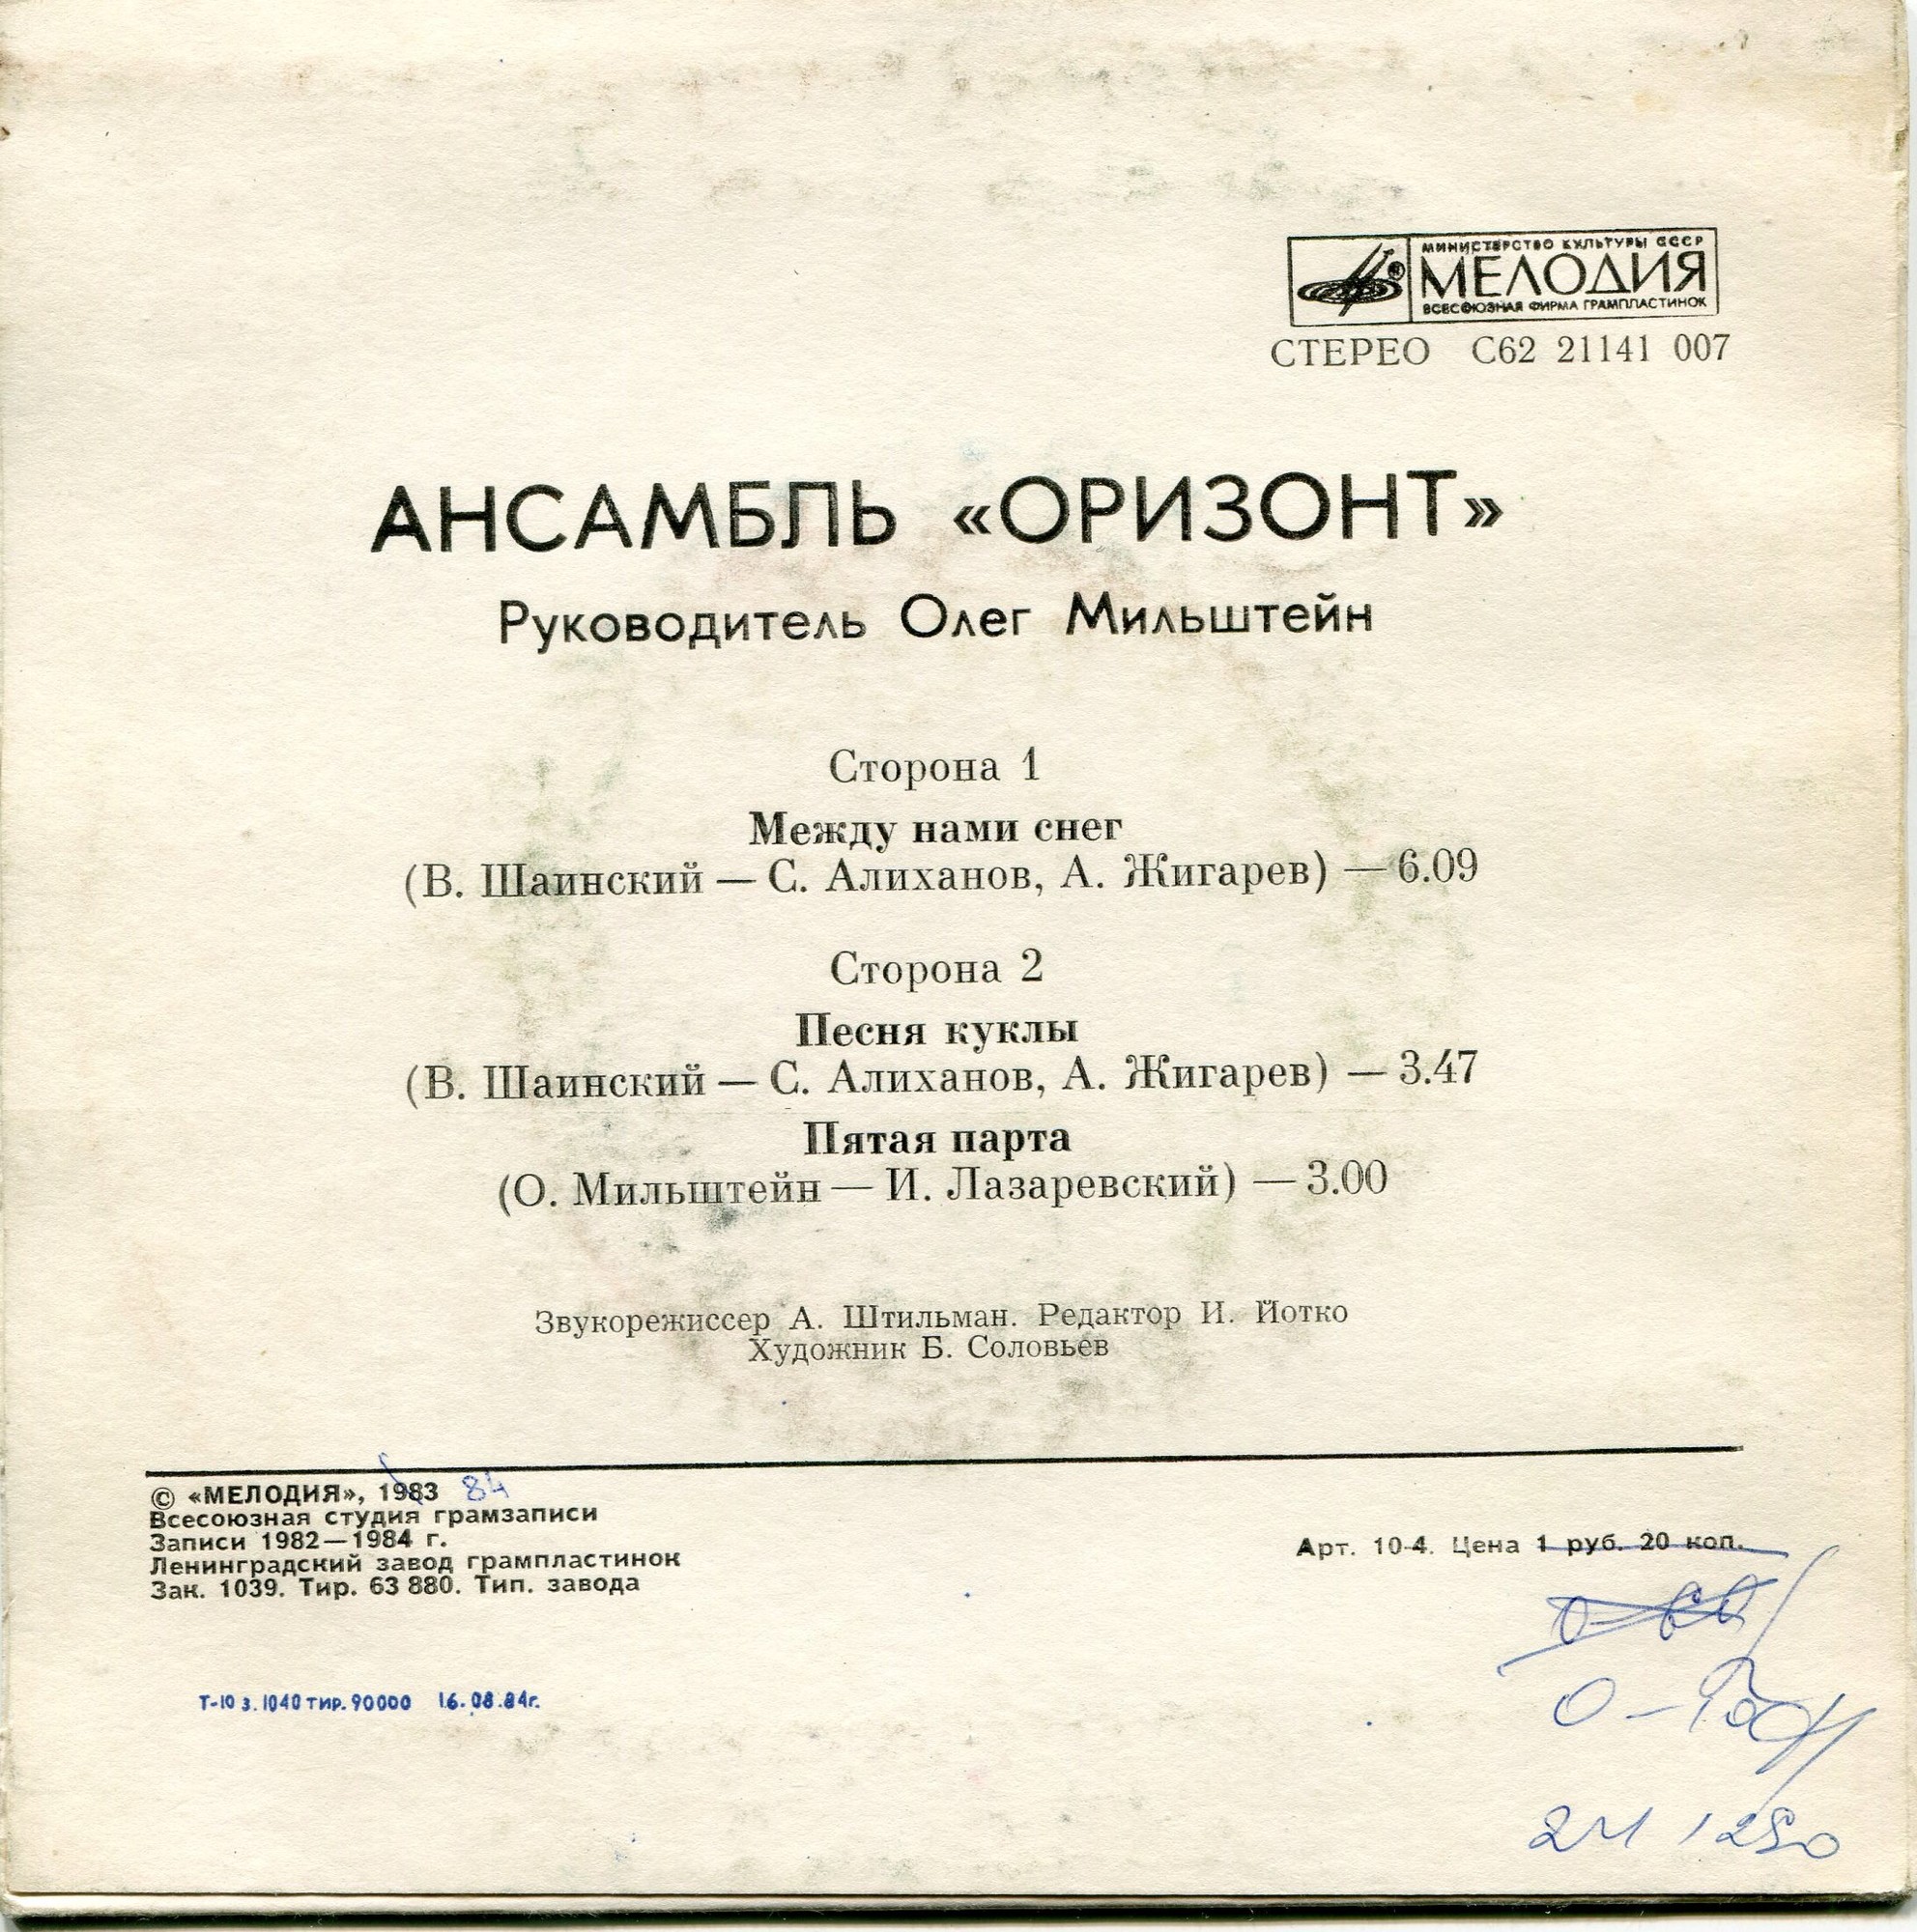 МИНИСТЕРСТВО КУЛЬТУРЫ СССР
МЕЛОДИЯ
ВСЕСОЮЗНАЯ ФИРМА ГРАМПЛАСТИНОК
СТЕРЕО С62 21141 007
АНСАМБЛЬ «ОРИЗОНТ»
Руководитель Олег Мильштейн
Сторона 1
Между нами снег
(В. Шаинский — С. Алиханов, А. Жигарев) — 6.09
Сторона 2
Песня куклы
(В. Шаинский — С. Алиханов, А. Жигарев) — 3.47
Пятая парта
(О. Мильштейн — И. Лазаревский) — 3.00
Звукорежиссер А. Штильман. Редактор И. Йотко
Художник Б. Соловьев
© «МЕЛОДИЯ», 1983 84
Всесоюзная студия грамзаписи
Записи 1982—1984 г.
Ленинградский завод грампластинок
Зак. 1039. Тир. 63 880. Тип. завода
Арт. 10-4. Цена 1 руб. 20 коп.
Т-10 з. 1040 тир. 90000 16.08.84г.